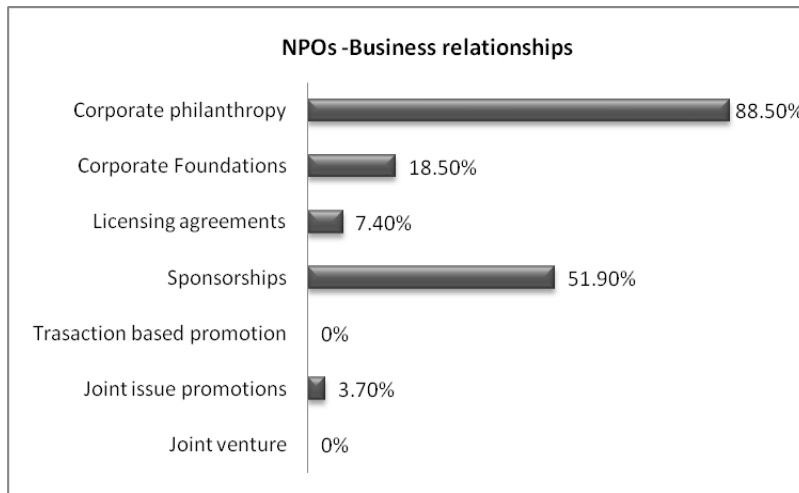 NPOs -Business relationships
Corporate philanthropy 88.50%
Corporate Foundations 18.50%
Licensing agreements 7.40%
Sponsorships 51.90%
Trasaction based promotion 0%
Joint issue promotions 3.70%
Joint venture 0%